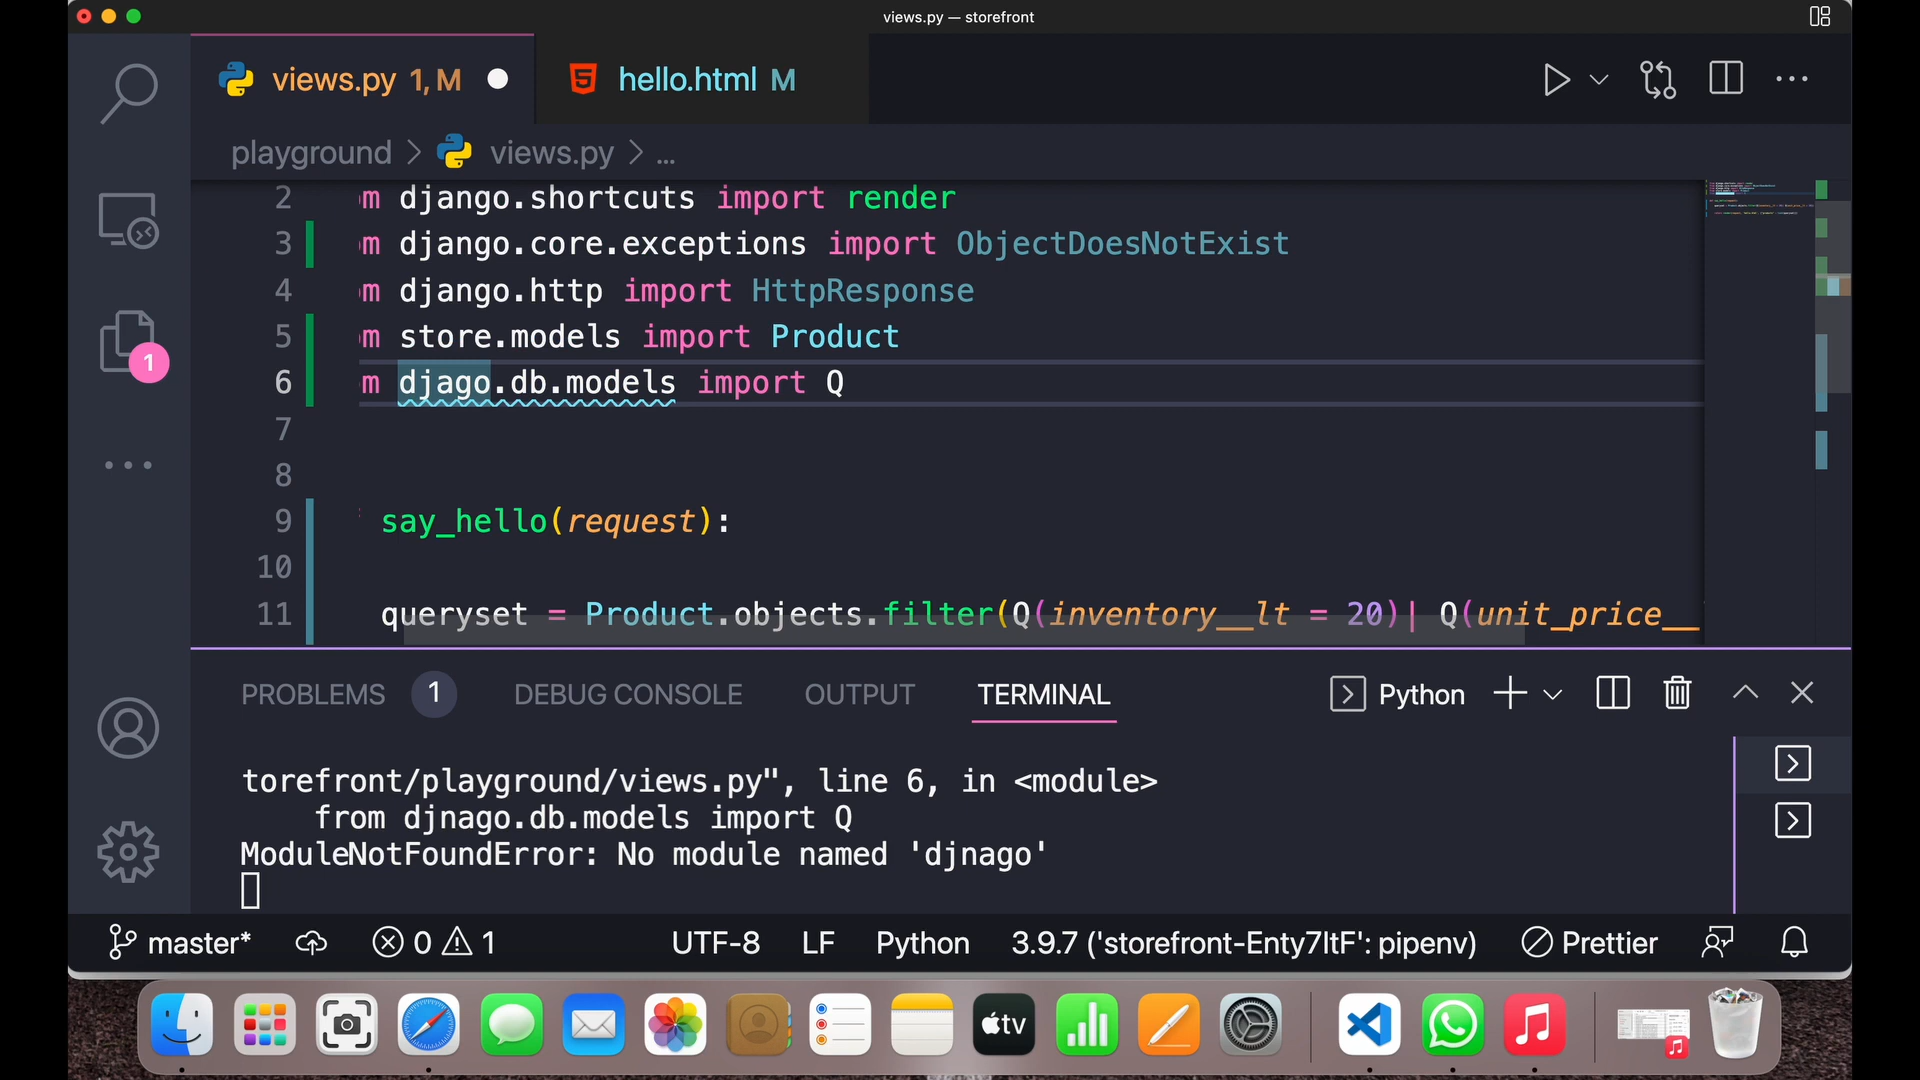 views.py — storefront
views.py 1, M
hello.html M
playground > views.py > ...
2 m django.shortcuts import render
3 m django.core.exceptions import ObjectDoesNotExist
4 m django.http import HttpResponse
5 m store.models import Product
6 m djago.db.models import Q
7
8
9 say_hello(request):
10
11 queryset = Product.objects.filter(Q(inventory__lt = 20)| Q(unit_price__
1
PROBLEMS 1 DEBUG CONSOLE OUTPUT TERMINAL Python
torefront/playground/views.py", line 6, in <module>
from djnago.db.models import Q
ModuleNotFoundError: No module named 'djnago'
master* 0 1 UTF-8 LF Python 3.9.7 ('storefront-Enty7ltF': pipenv) Prettier
tv